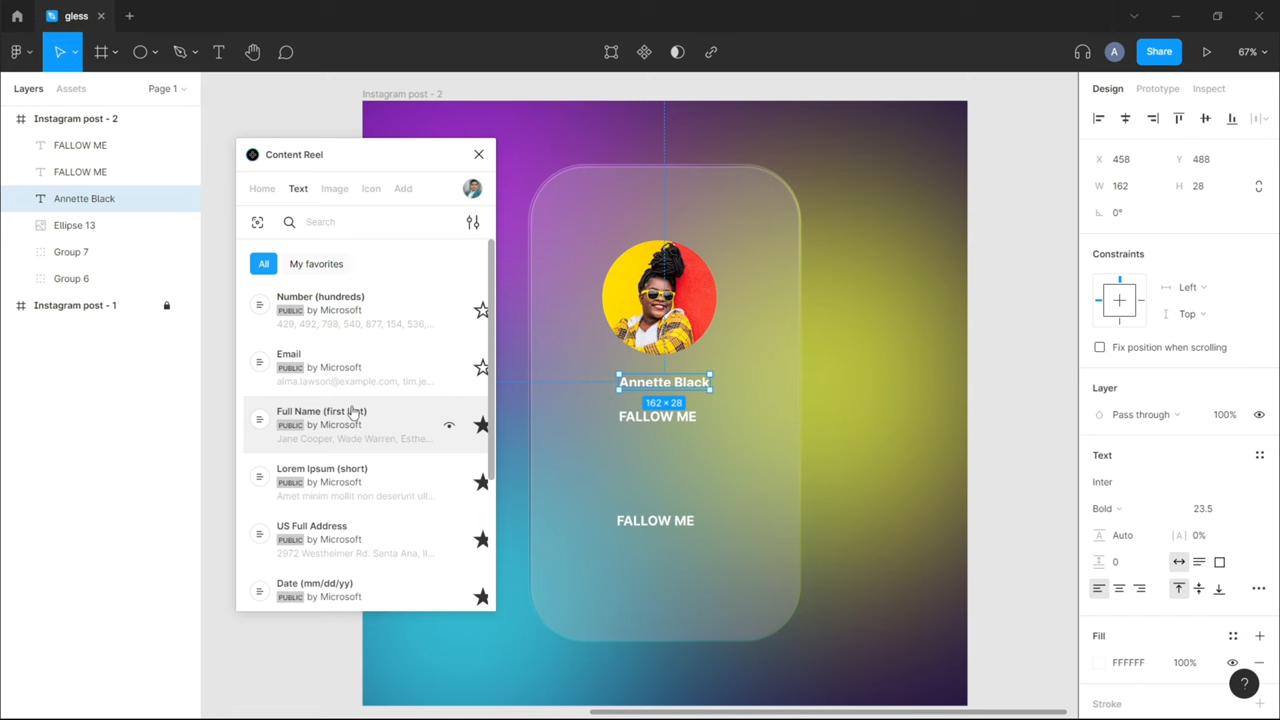 gless
Share
67%
Layers
Assets
Page 1
Instagram post - 2
FALLOW ME
FALLOW ME
Annette Black
Ellipse 13
Group 7
Group 6
Instagram post - 1
Content Reel
Home
Text
Image
Icon
Add
Search
All
My favorites
Number (hundreds)
PUBLIC by Microsoft
429, 492, 798, 540, 877, 154, 536,...
Email
PUBLIC by Microsoft
alma.lawson@example.com, tim.je...
Full Name (first last)
PUBLIC by Microsoft
Jane Cooper, Wade Warren, Esthe...
Lorem Ipsum (short)
PUBLIC by Microsoft
Amet minim mollit non deserunt ull...
US Full Address
PUBLIC by Microsoft
2972 Westheimer Rd. Santa Ana, Il...
Date (mm/dd/yy)
PUBLIC by Microsoft
Instagram post - 2
Annette Black
162 × 28
FALLOW ME
FALLOW ME
Design
Prototype
Inspect
X 458
Y 488
W 162
H 28
0°
Constraints
Left
Top
Fix position when scrolling
Layer
Pass through
100%
Text
Inter
Bold
23.5
A Auto
|A| 0%
0
Fill
FFFFFF
100%
Stroke
A
?